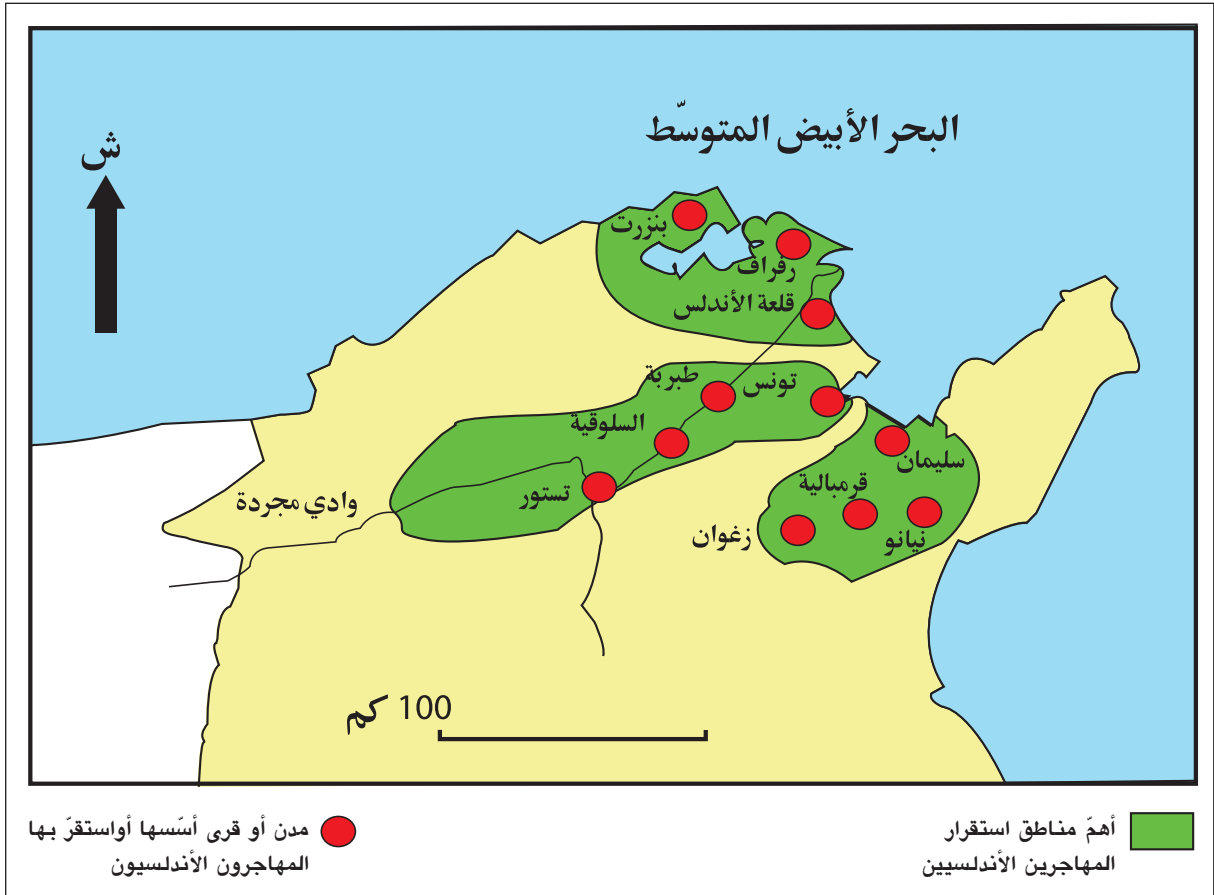 البحر الأبيض المتوسّط
ش
بنزرت
رفراف
قلعة الأندلس
طبربة
تونس
السلوقية
سليمان
قرمبالية
تستور
وادي مجردة
زغوان
نيانو
100 كم
أهمّ مناطق استقرار
المهاجرين الأندلسيين
مدن أو قرى أسّسها أواستقرّ بها
المهاجرون الأندلسيون